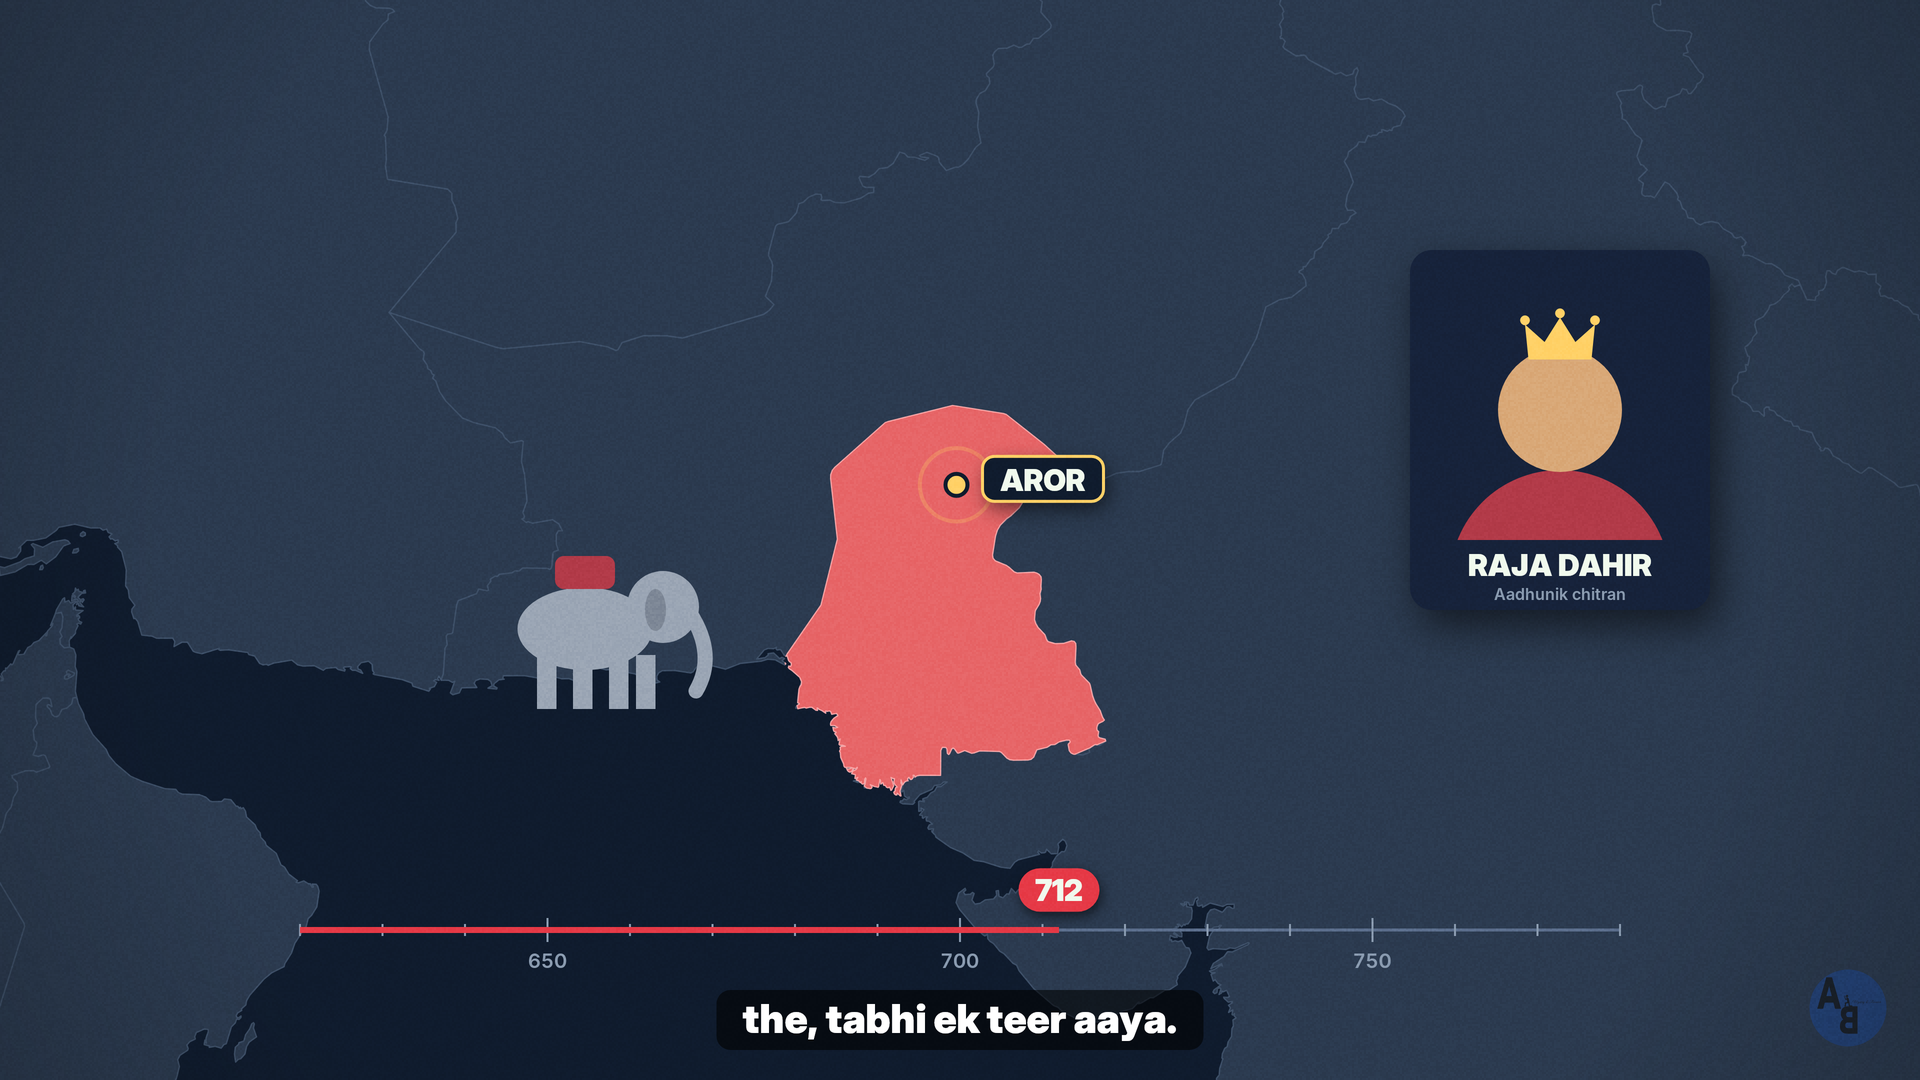 AROR
RAJA DAHIR
Aadhunik chitran
712
650
700
750
the, tabhi ek teer aaya.
A
B